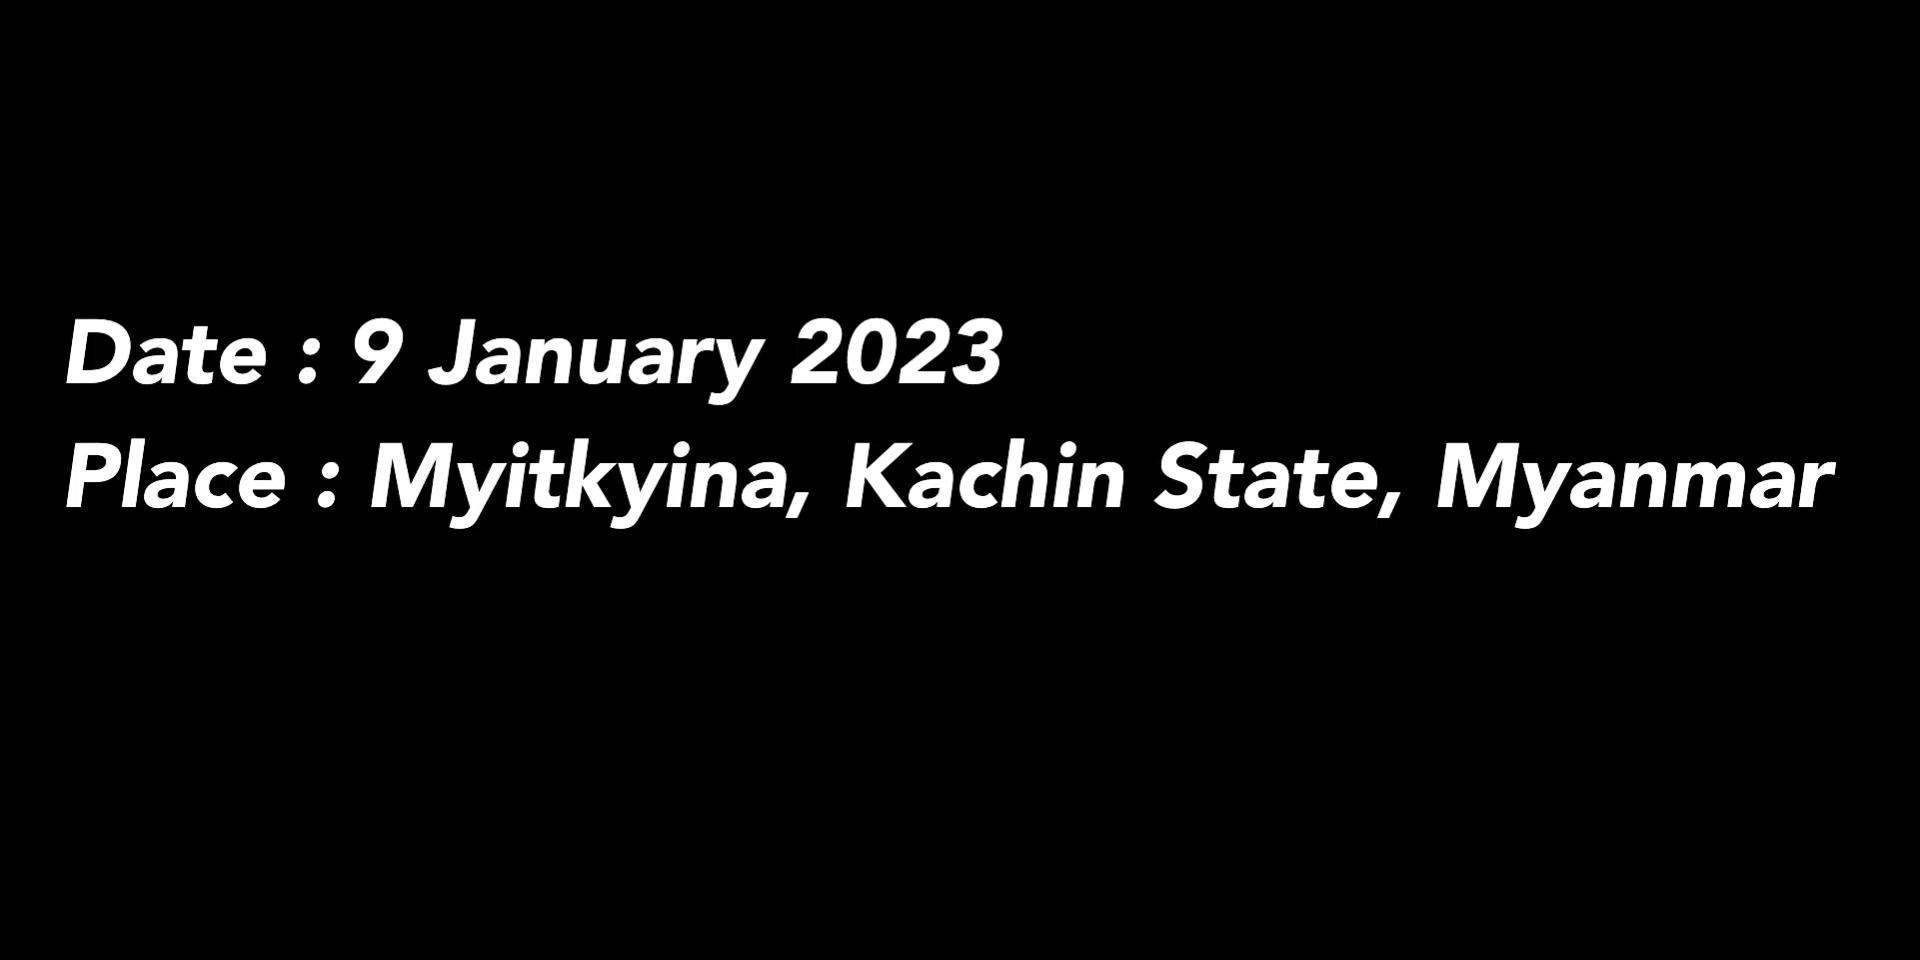 Date : 9 January 2023
Place : Myitkyina, Kachin State, Myanmar